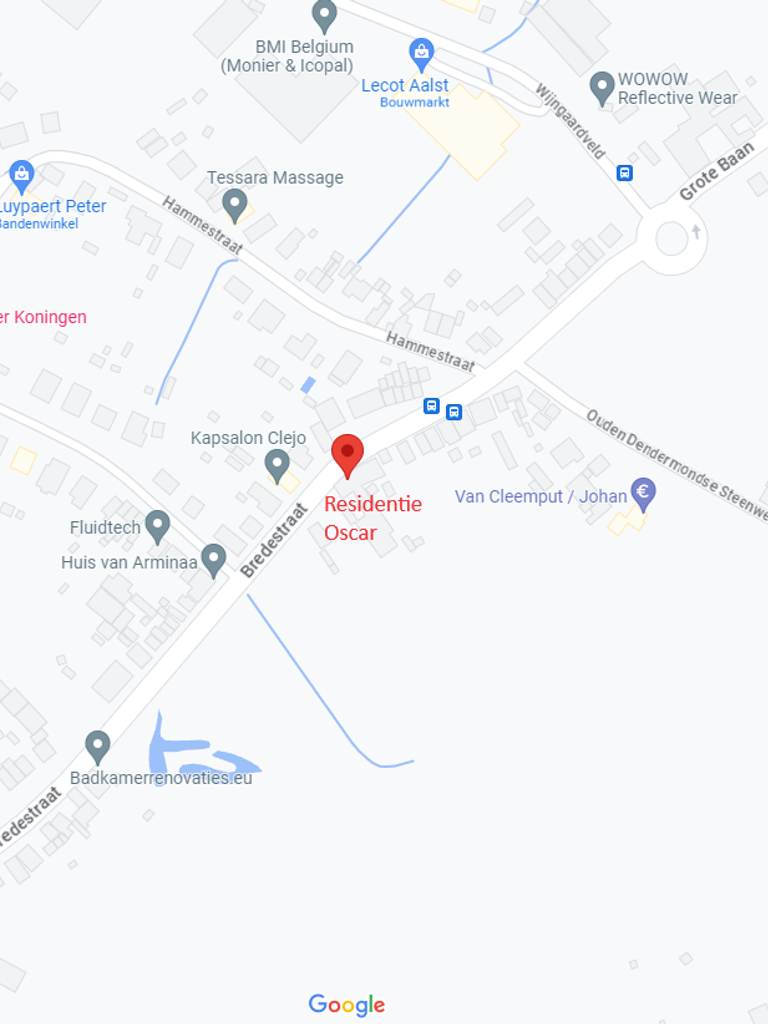 BMI Belgium
(Monier & Icopal)
Lecot Aalst
Bouwmarkt
WOWOW
Reflective Wear
Wijngaardveld
Grote Baan
Tessara Massage
Luypaert Peter
Bandenwinkel
Hammestraat
er Koningen
Hammestraat
Kapsalon Clejo
Ouden Dendermondse Steenwe
Van Cleemput / Johan
€
Residentie
Oscar
Fluidtech
Bredestraat
Huis van Arminaa
Badkamerrenovaties.eu
redestraat
Google